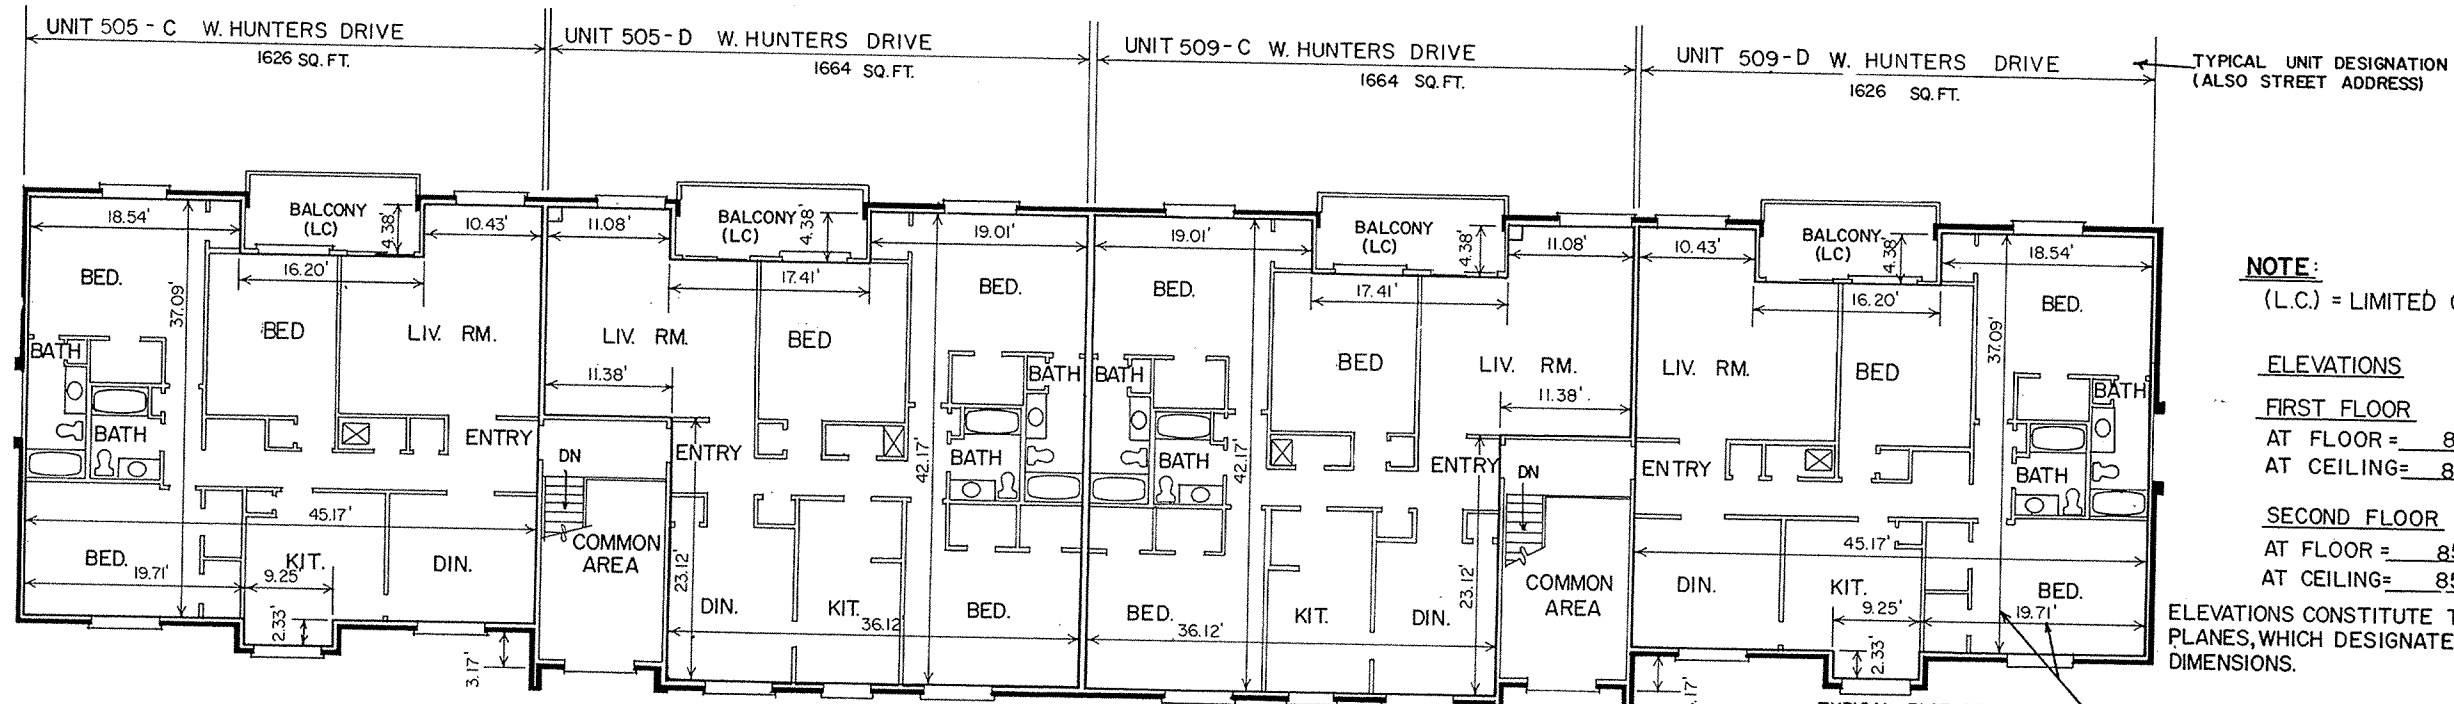 UNIT 505 - C W. HUNTERS DRIVE
1626 SQ. FT.
UNIT 505-D W. HUNTERS DRIVE
1664 SQ. FT.
UNIT 509-C W. HUNTERS DRIVE
1664 SQ. FT.
UNIT 509-D W. HUNTERS DRIVE
1626 SQ. FT.
TYPICAL UNIT DESIGNATION
(ALSO STREET ADDRESS)
18.54'
BALCONY
(LC)
4.38'
10.43'
16.20'
BED.
37.09'
BED
LIV. RM.
BATH
BATH
ENTRY
45.17'
BED.
19.71'
KIT.
9.25'
DIN.
2.33'
3.17'
11.08'
BALCONY
(LC)
4.38'
19.01'
17.41'
LIV. RM.
BED
BED.
11.38'
BATH
ENTRY
DN
BATH
42.17'
COMMON
AREA
23.12'
DIN.
KIT.
36.12'
BED.
19.01'
BALCONY
(LC)
4.38'
11.08'
17.41'
BED.
BED
LIV. RM.
11.38'
BATH
BATH
42.17'
ENTRY
DN
BED.
36.12'
KIT.
DIN.
23.12'
COMMON
AREA
10.43'
BALCONY
(LC)
4.38'
18.54'
16.20'
LIV. RM.
BED
37.09'
BED.
BATH
ENTRY
BATH
45.17'
DIN.
KIT.
9.25'
BED.
19.71'
2.33'
.17'
NOTE:
(L.C.) = LIMITED
ELEVATIONS
FIRST FLOOR
AT FLOOR = 8
AT CEILING= 8
SECOND FLOOR
AT FLOOR = 85
AT CEILING= 85
ELEVATIONS CONSTITUTE T
PLANES, WHICH DESIGNATE
DIMENSIONS.